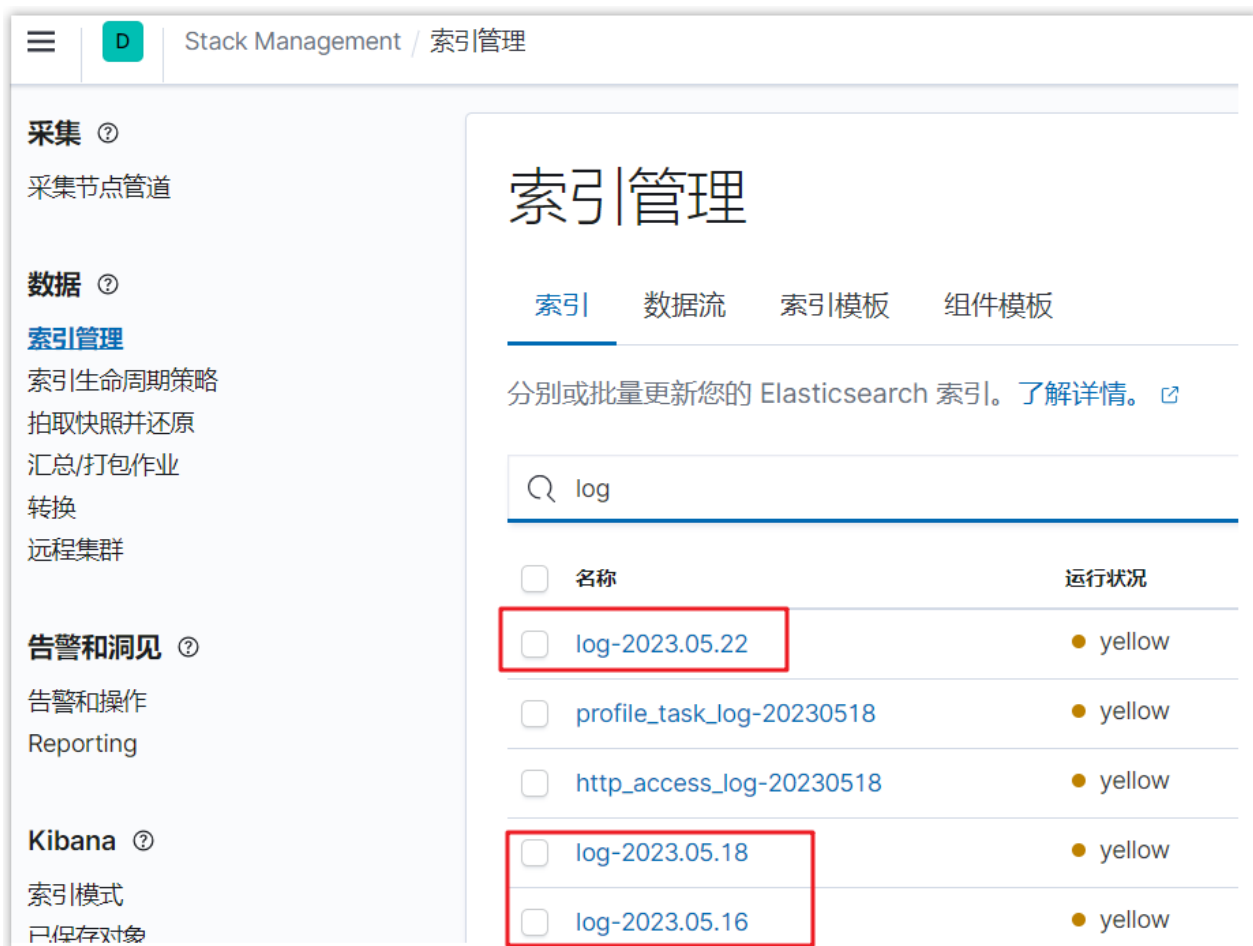 D Stack Management / 索引管理
采集
采集节点管道
数据
索引管理
索引生命周期策略
拍取快照并还原
汇总/打包作业
转换
远程集群
告警和洞见
告警和操作
Reporting
Kibana
索引模式
已保存对象
索引管理
索引 数据流 索引模板 组件模板
分别或批量更新您的 Elasticsearch 索引。了解详情。
log
名称 运行状况
log-2023.05.22 yellow
profile_task_log-20230518 yellow
http_access_log-20230518 yellow
log-2023.05.18 yellow
log-2023.05.16 yellow